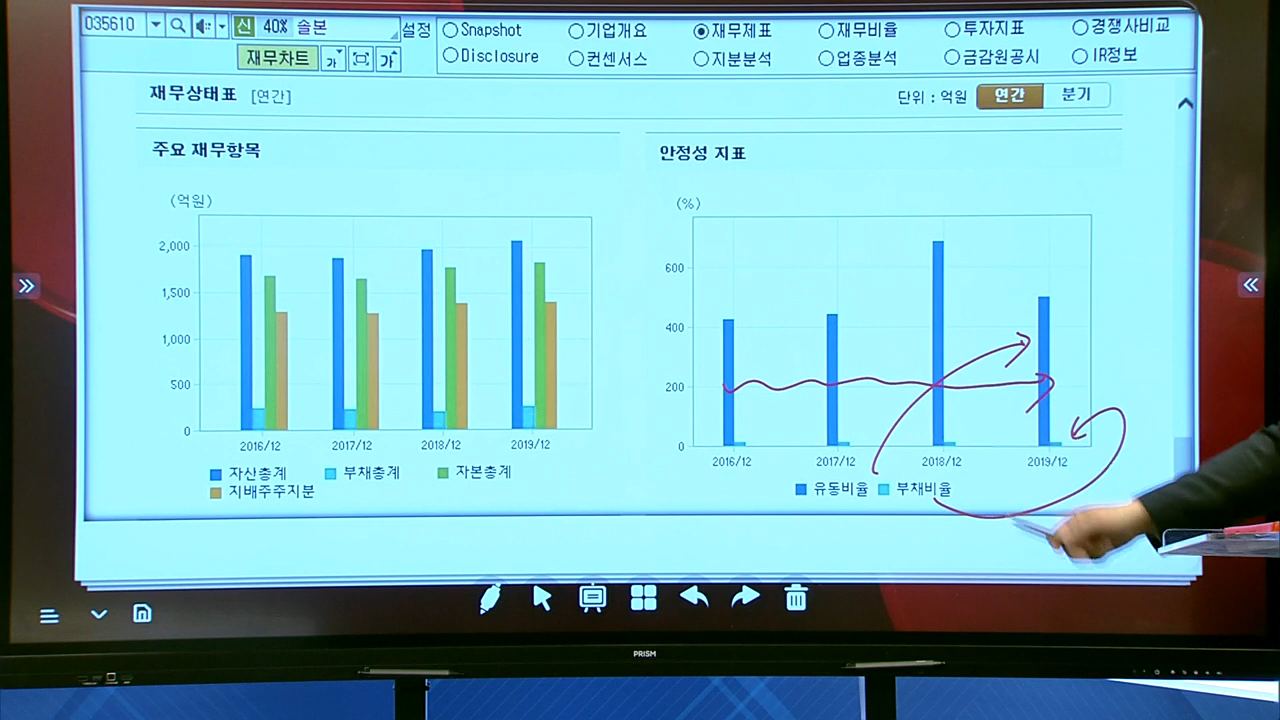 035610 신 40% 솔본 설정 Snapshot 기업개요 재무제표 재무비율 투자지표 경쟁사비교
재무차트 가 가 Disclosure 컨센서스 지분분석 업종분석 금감원공시 IR정보
재무상태표 [연간] 단위 : 억원 연간 분기
주요 재무항목
(억원)
2,000
1,500
1,000
500
0
2016/12 2017/12 2018/12 2019/12
자산총계 부채총계 자본총계
지배주주지분
안정성 지표
(%)
600
400
200
0
2016/12 2017/12 2018/12 2019/12
유동비율 부채비율
PRISM